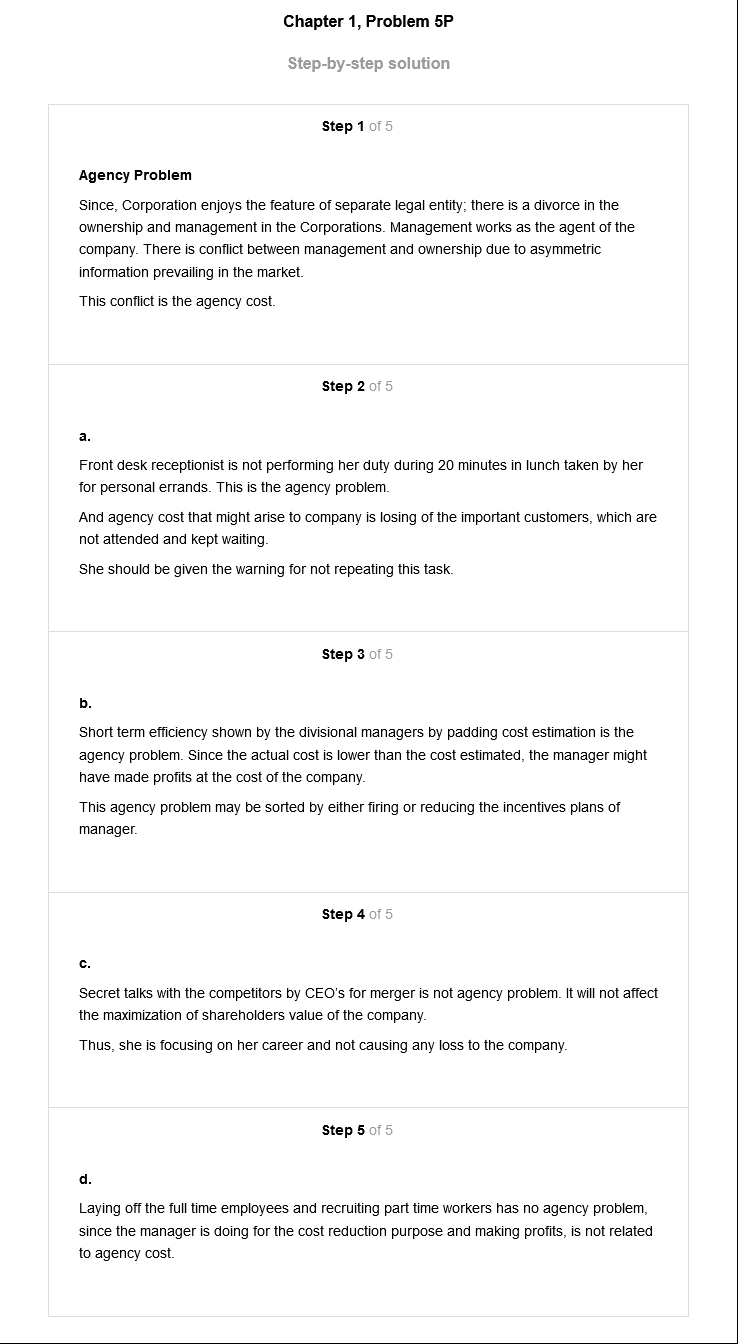 Chapter 1, Problem 5P
Step-by-step solution
Step 1 of 5
Agency Problem
Since, Corporation enjoys the feature of separate legal entity; there is a divorce in the
ownership and management in the Corporations. Management works as the agent of the
company. There is conflict between management and ownership due to asymmetric
information prevailing in the market.
This conflict is the agency cost.
Step 2 of 5
a.
Front desk receptionist is not performing her duty during 20 minutes in lunch taken by her
for personal errands. This is the agency problem.
And agency cost that might arise to company is losing of the important customers, which are
not attended and kept waiting.
She should be given the warning for not repeating this task.
Step 3 of 5
b.
Short term efficiency shown by the divisional managers by padding cost estimation is the
agency problem. Since the actual cost is lower than the cost estimated, the manager might
have made profits at the cost of the company.
This agency problem may be sorted by either firing or reducing the incentives plans of
manager.
Step 4 of 5
c.
Secret talks with the competitors by CEO's for merger is not agency problem. It will not affect
the maximization of shareholders value of the company.
Thus, she is focusing on her career and not causing any loss to the company.
Step 5 of 5
d.
Laying off the full time employees and recruiting part time workers has no agency problem,
since the manager is doing for the cost reduction purpose and making profits, is not related
to agency cost.